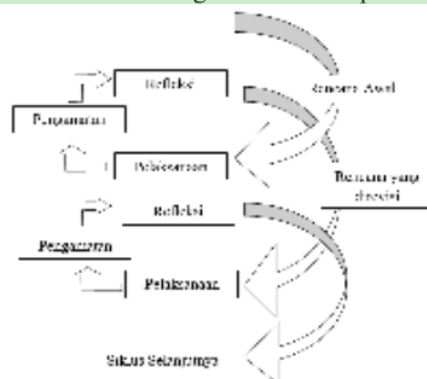 Refleksi
Rencana Awal
Pengamatan
Pelaksanaan
Rencana yang
direvisi
Refleksi
Pengamatan
Pelaksanaan
Siklus Selanjutnya